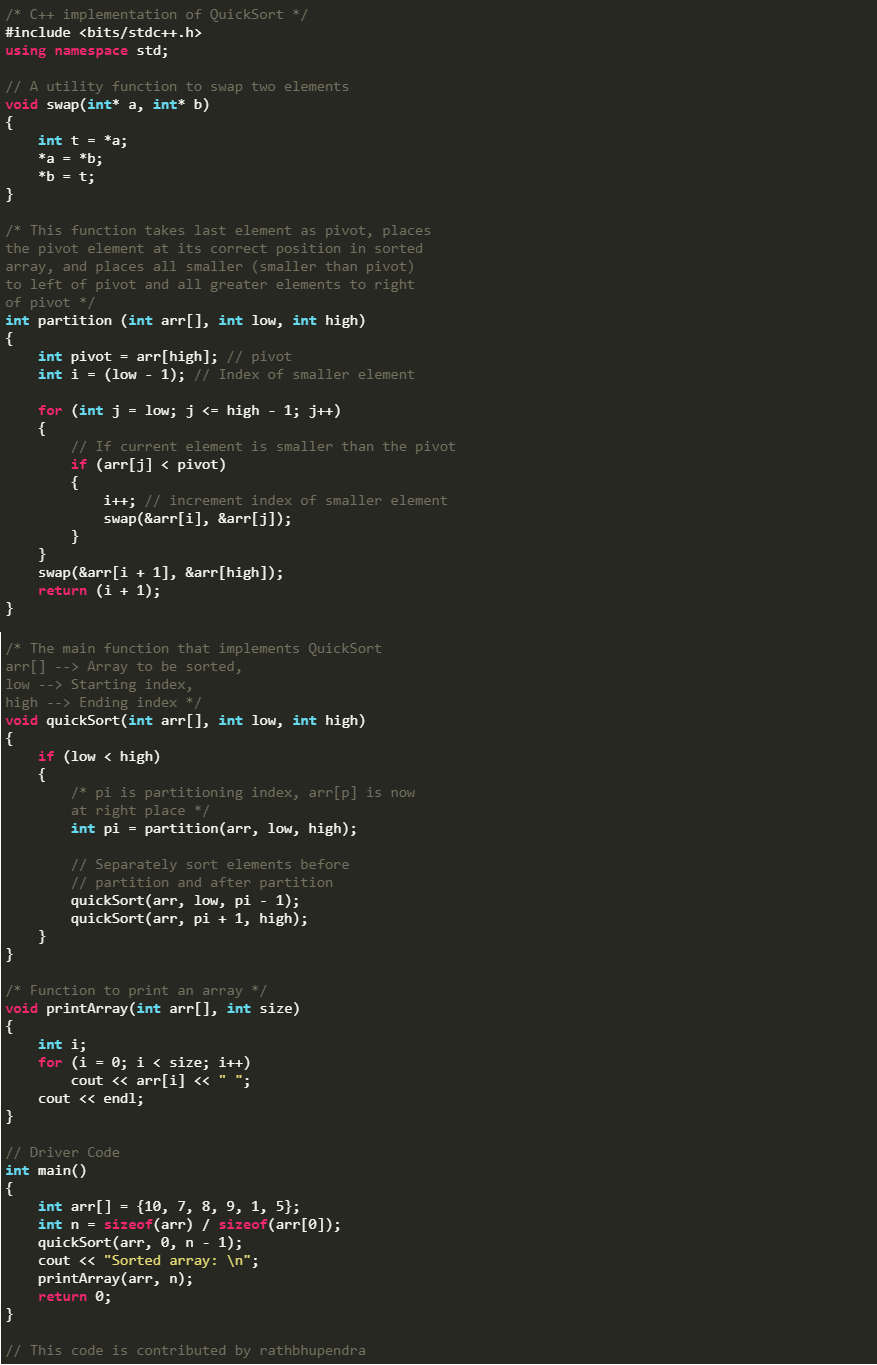 /* C++ implementation of QuickSort */
#include <bits/stdc++.h>
using namespace std;

// A utility function to swap two elements
void swap(int* a, int* b)
{
    int t = *a;
    *a = *b;
    *b = t;
}

/* This function takes last element as pivot, places
the pivot element at its correct position in sorted
array, and places all smaller (smaller than pivot)
to left of pivot and all greater elements to right
of pivot */
int partition (int arr[], int low, int high)
{
    int pivot = arr[high]; // pivot
    int i = (low - 1); // Index of smaller element

    for (int j = low; j <= high - 1; j++)
    {
        // If current element is smaller than the pivot
        if (arr[j] < pivot)
        {
            i++; // increment index of smaller element
            swap(&arr[i], &arr[j]);
        }
    }
    swap(&arr[i + 1], &arr[high]);
    return (i + 1);
}

/* The main function that implements QuickSort
arr[] --> Array to be sorted,
low --> Starting index,
high --> Ending index */
void quickSort(int arr[], int low, int high)
{
    if (low < high)
    {
        /* pi is partitioning index, arr[p] is now
        at right place */
        int pi = partition(arr, low, high);

        // Separately sort elements before
        // partition and after partition
        quickSort(arr, low, pi - 1);
        quickSort(arr, pi + 1, high);
    }
}

/* Function to print an array */
void printArray(int arr[], int size)
{
    int i;
    for (i = 0; i < size; i++)
        cout << arr[i] << " ";
    cout << endl;
}

// Driver Code
int main()
{
    int arr[] = {10, 7, 8, 9, 1, 5};
    int n = sizeof(arr) / sizeof(arr[0]);
    quickSort(arr, 0, n - 1);
    cout << "Sorted array: \n";
    printArray(arr, n);
    return 0;
}

// This code is contributed by rathbhupendra